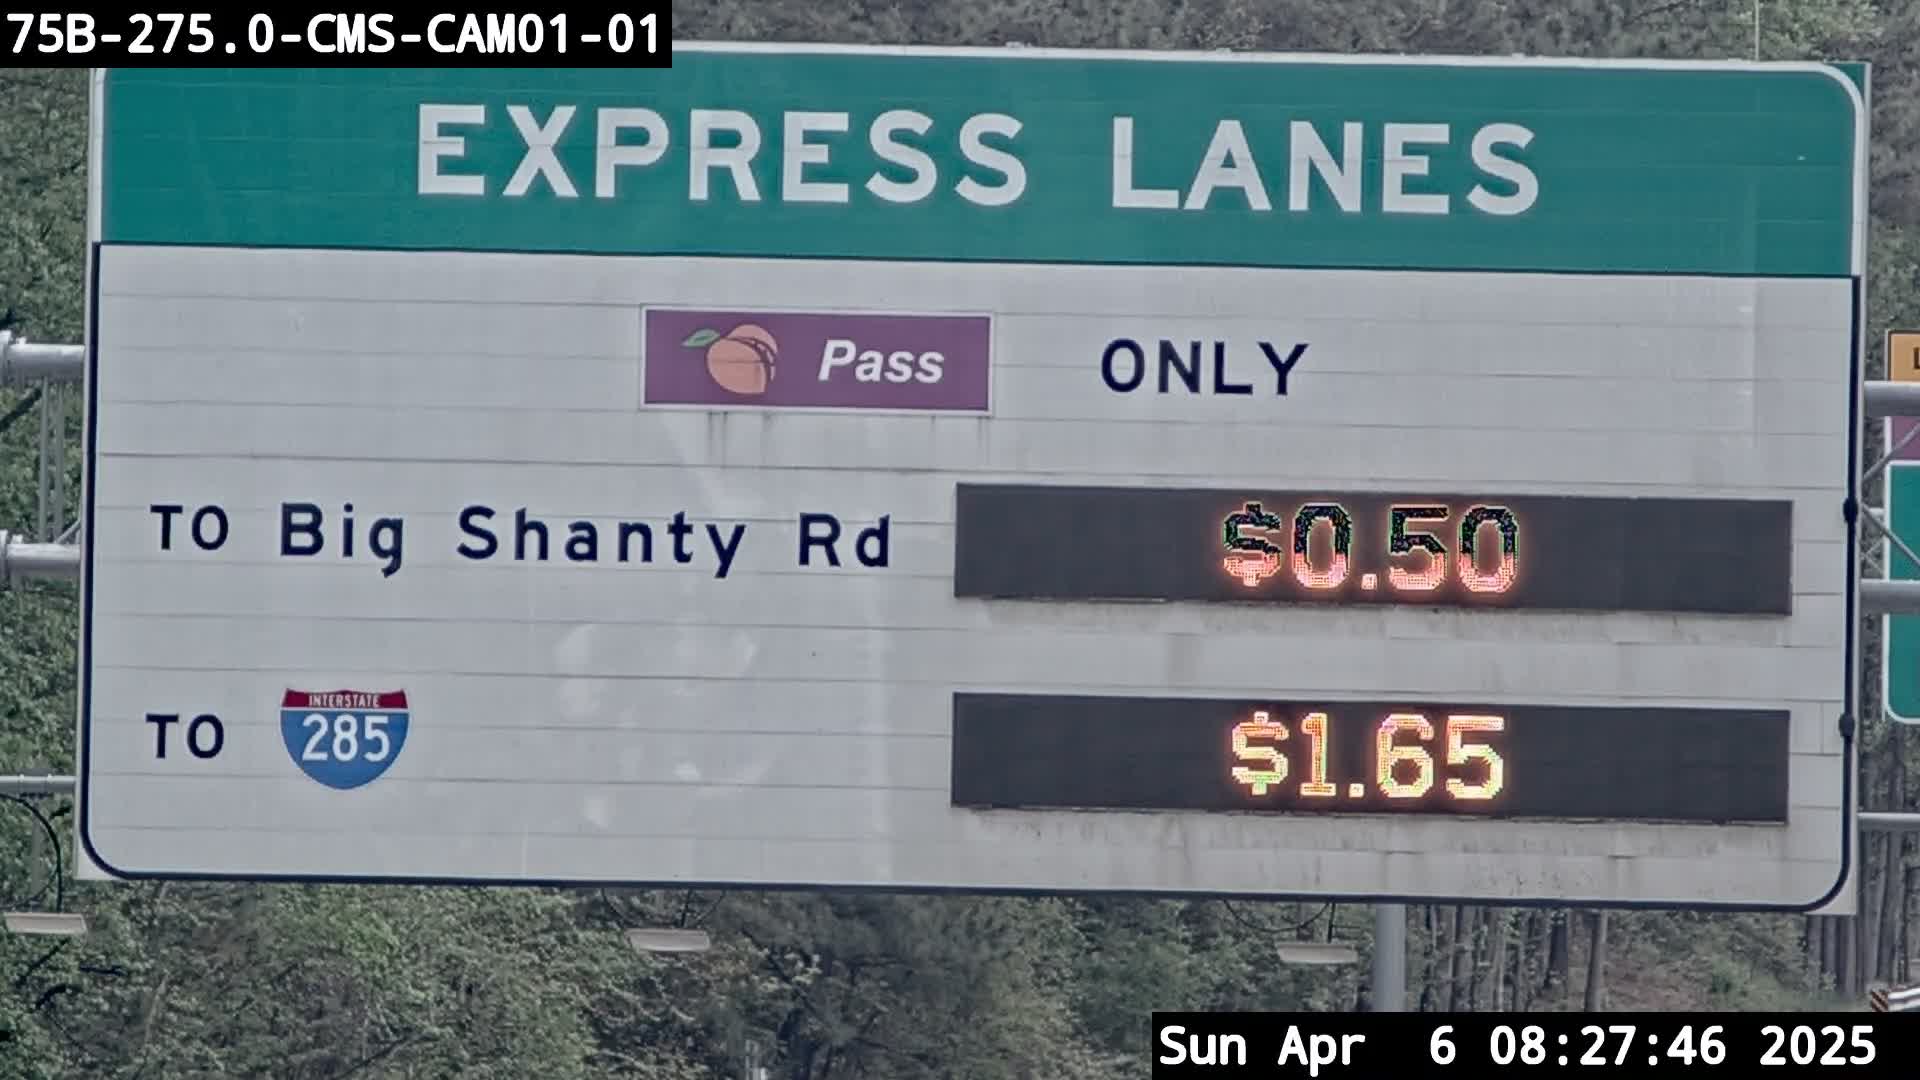 75B-275.0-CMS-CAM01-01
EXPRESS LANES
Pass ONLY
TO Big Shanty Rd $0.50
TO INTERSTATE 285 $1.65
Sun Apr 6 08:27:46 2025